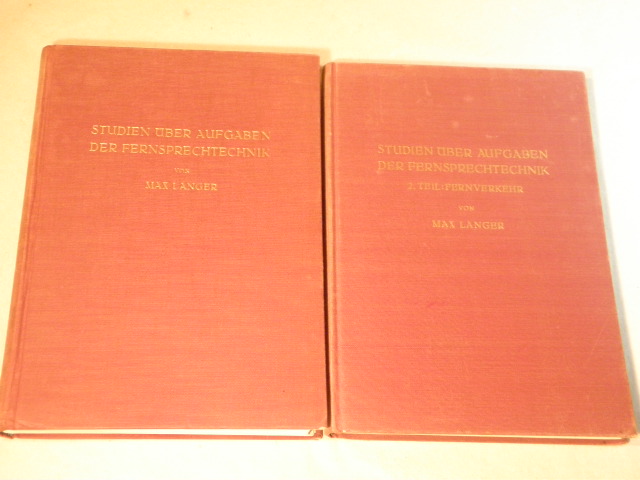 STUDIEN ÜBER AUFGABEN
DER FERNSPRECHTECHNIK
VON
MAX LANGER
STUDIEN ÜBER AUFGABEN
DER FERNSPRECHTECHNIK
2. TEIL: FERNVERKEHR
VON
MAX LANGER